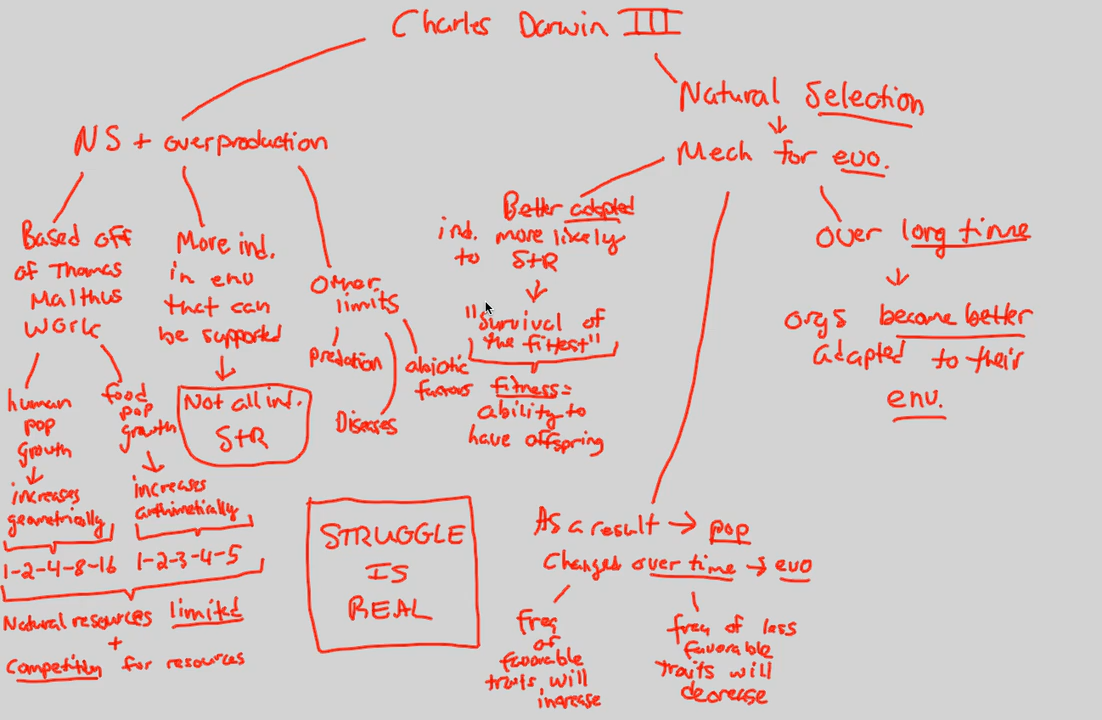 Charles Darwin III
NS + overproduction
Based off
of Thomas
Malthus
work
human
pop
growth
increases
geometrically
1-2-4-8-16
food
pop
growth
increases
arithimetically
1-2-3-4-5
Natural resources limited
+
Competition for resources
More ind.
in env
that can
be supported
Not all ind.
S+R
Other
limits
predation
Diseases
abiotic
factors
STRUGGLE
IS
REAL
Natural Selection
Mech for evo.
Better adapted
ind. more likely
to S+R
"Survival of
the fittest"
fitness=
ability to
have offspring
As a result → pop
Changed over time → evo
Freq
of
favorable
traits will
increase
freq of less
favorable
traits will
decrease
Over long time
orgs become better
adapted to their
env.